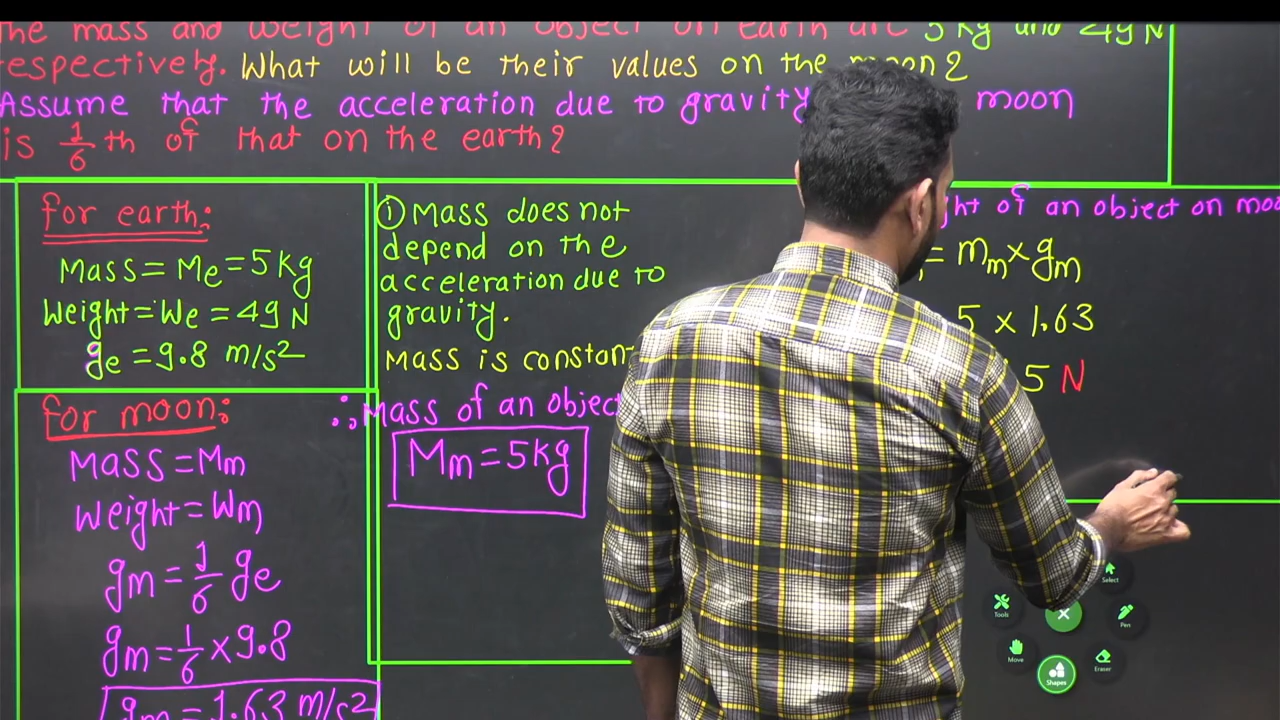 The mass and weight of an object on earth are 5 kg and 49 N
respectively. What will be their values on the moon?
Assume that the acceleration due to gravity moon
is 1/6 th of that on the earth?
for earth:
Mass = Me = 5 kg
Weight = We = 49 N
ge = 9.8 m/s²
for moon:
Mass = Mm
Weight = Wm
gm = 1/6 ge
gm = 1/6 × 9.8
gm = 1.63 m/s²
① Mass does not
depend on the
acceleration due to
gravity.
Mass is constant
∴ Mass of an object
Mm = 5 kg
of an object on
= mm × gm
5 × 1.63
5 N
Select
Tools
Pen
Move
Eraser
Shapes